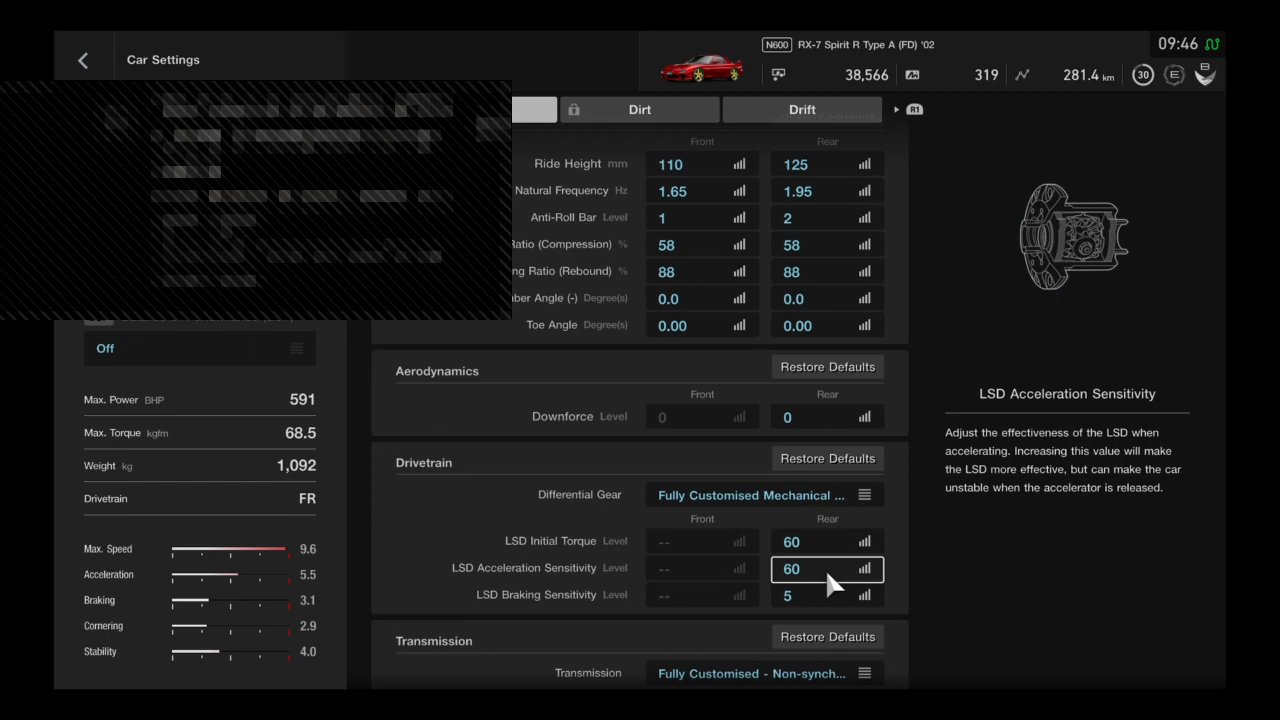 N600 RX-7 Spirit R Type A (FD) '02
09:46
Car Settings
38,566 319 281.4 km 30 E B
Dirt Drift R1
Front Rear
Ride Height mm 110 125
Natural Frequency Hz 1.65 1.95
Anti-Roll Bar Level 1 2
Ratio (Compression) % 58 58
Ratio (Rebound) % 88 88
Angle (-) Degree(s) 0.0 0.0
Toe Angle Degree(s) 0.00 0.00
Off
Max. Power BHP 591
Max. Torque kgfm 68.5
Weight kg 1,092
Drivetrain FR
Max. Speed 9.6
Acceleration 5.5
Braking 3.1
Cornering 2.9
Stability 4.0
Aerodynamics Restore Defaults
Front Rear
Downforce Level 0 0
Drivetrain Restore Defaults
Differential Gear Fully Customised Mechanical ...
Front Rear
LSD Initial Torque Level -- 60
LSD Acceleration Sensitivity Level -- 60
LSD Braking Sensitivity Level -- 5
Transmission Restore Defaults
Transmission Fully Customised - Non-synch...
LSD Acceleration Sensitivity
Adjust the effectiveness of the LSD when
accelerating. Increasing this value will make
the LSD more effective, but can make the car
unstable when the accelerator is released.